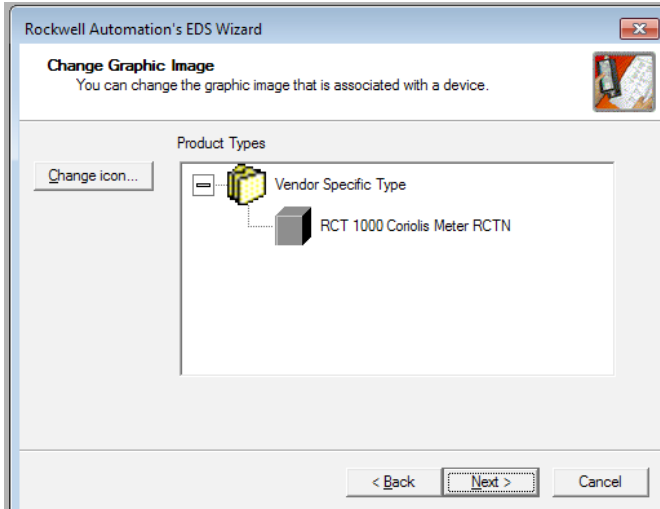 Rockwell Automation's EDS Wizard
Change Graphic Image
You can change the graphic image that is associated with a device.
Product Types
Change icon...
Vendor Specific Type
RCT 1000 Coriolis Meter RCTN
< Back
Next >
Cancel